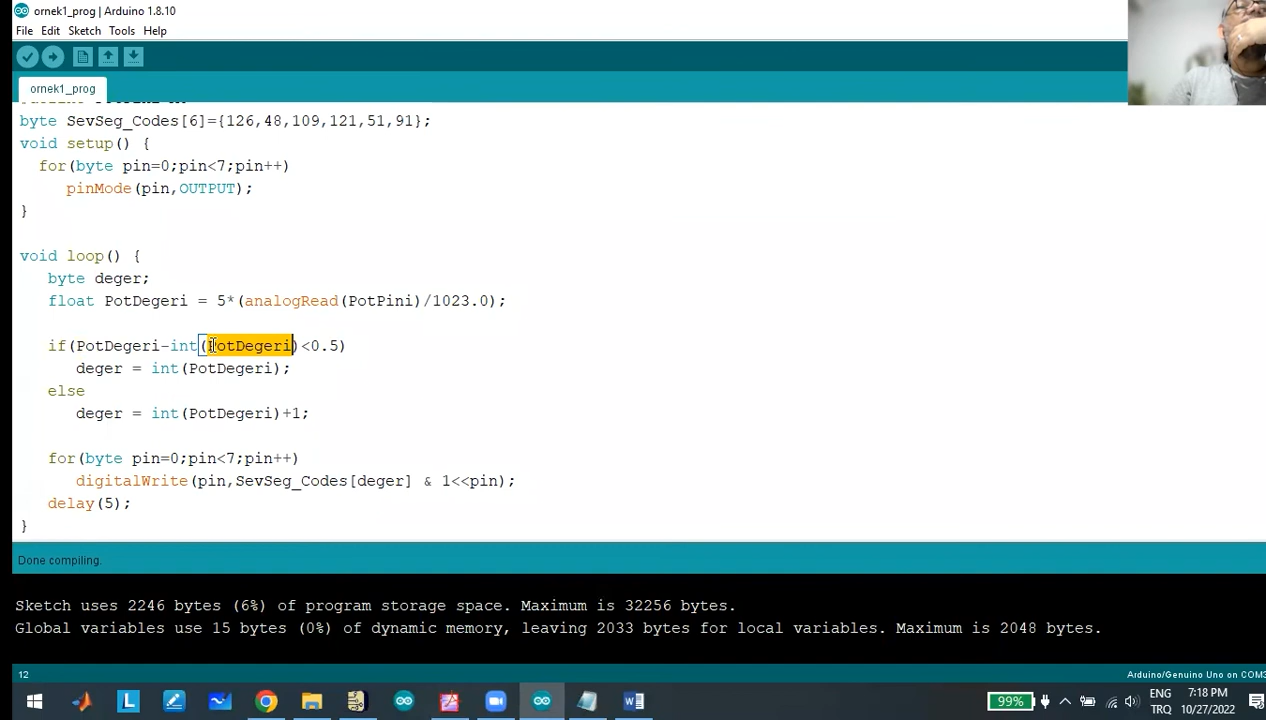 ornek1_prog | Arduino 1.8.10
File Edit Sketch Tools Help
ornek1_prog
byte SevSeg_Codes[6]={126,48,109,121,51,91};
void setup() {
for(byte pin=0;pin<7;pin++)
pinMode(pin,OUTPUT);
}
void loop() {
byte deger;
float PotDegeri = 5*(analogRead(PotPini)/1023.0);
if(PotDegeri-int(PotDegeri)<0.5)
deger = int(PotDegeri);
else
deger = int(PotDegeri)+1;
for(byte pin=0;pin<7;pin++)
digitalWrite(pin,SevSeg_Codes[deger] & 1<<pin);
delay(5);
}
Done compiling.
Sketch uses 2246 bytes (6%) of program storage space. Maximum is 32256 bytes.
Global variables use 15 bytes (0%) of dynamic memory, leaving 2033 bytes for local variables. Maximum is 2048 bytes.
12
Arduino/Genuino Uno on COM3
99%
ENG
TRQ
7:18 PM
10/27/2022